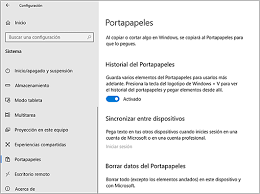 Configuración
Inicio
Buscar una configuración
Sistema
Inicio/apagado y suspensión
Almacenamiento
Modo tableta
Multitarea
Proyección en este equipo
Experiencias compartidas
Portapapeles
Escritorio remoto
Acerca de
Portapapeles
Al copiar o cortar algo en Windows, se copiará al Portapapeles para
que lo pegues.
Historial del Portapapeles
Guarda varios elementos del Portapapeles para usarlos más
adelante. Presiona la tecla del logotipo de Windows + V para ver
el historial del portapapeles y pegar elementos desde allí.
Activado
Sincronizar entre dispositivos
Pega texto en tus otros dispositivos cuando inicies sesión en una
cuenta de Microsoft o en una cuenta profesional.
Iniciar sesión
Borrar datos del Portapapeles
Borrar todo (excepto los elementos anclados) en este dispositivo y
con Microsoft.